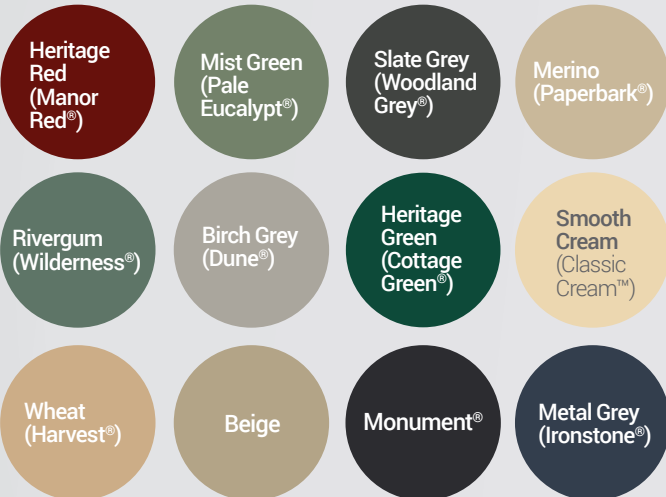 Heritage
Red
(Manor
Red®)
Mist Green
(Pale
Eucalypt®)
Slate Grey
(Woodland
Grey®)
Merino
(Paperbark®)
Rivergum
(Wilderness®)
Birch Grey
(Dune®)
Heritage
Green
(Cottage
Green®)
Smooth
Cream
(Classic
Cream™)
Wheat
(Harvest®)
Beige
Monument®
Metal Grey
(Ironstone®)